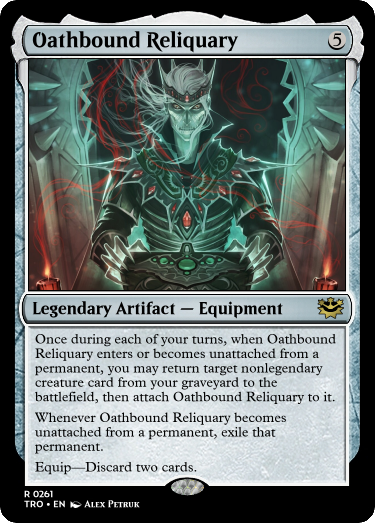 Oathbound Reliquary 5
Legendary Artifact — Equipment
Once during each of your turns, when Oathbound
Reliquary enters or becomes unattached from a
permanent, you may return target nonlegendary
creature card from your graveyard to the
battlefield, then attach Oathbound Reliquary to it.
Whenever Oathbound Reliquary becomes
unattached from a permanent, exile that
permanent.
Equip—Discard two cards.
R 0261
TRO • EN Alex Petruk